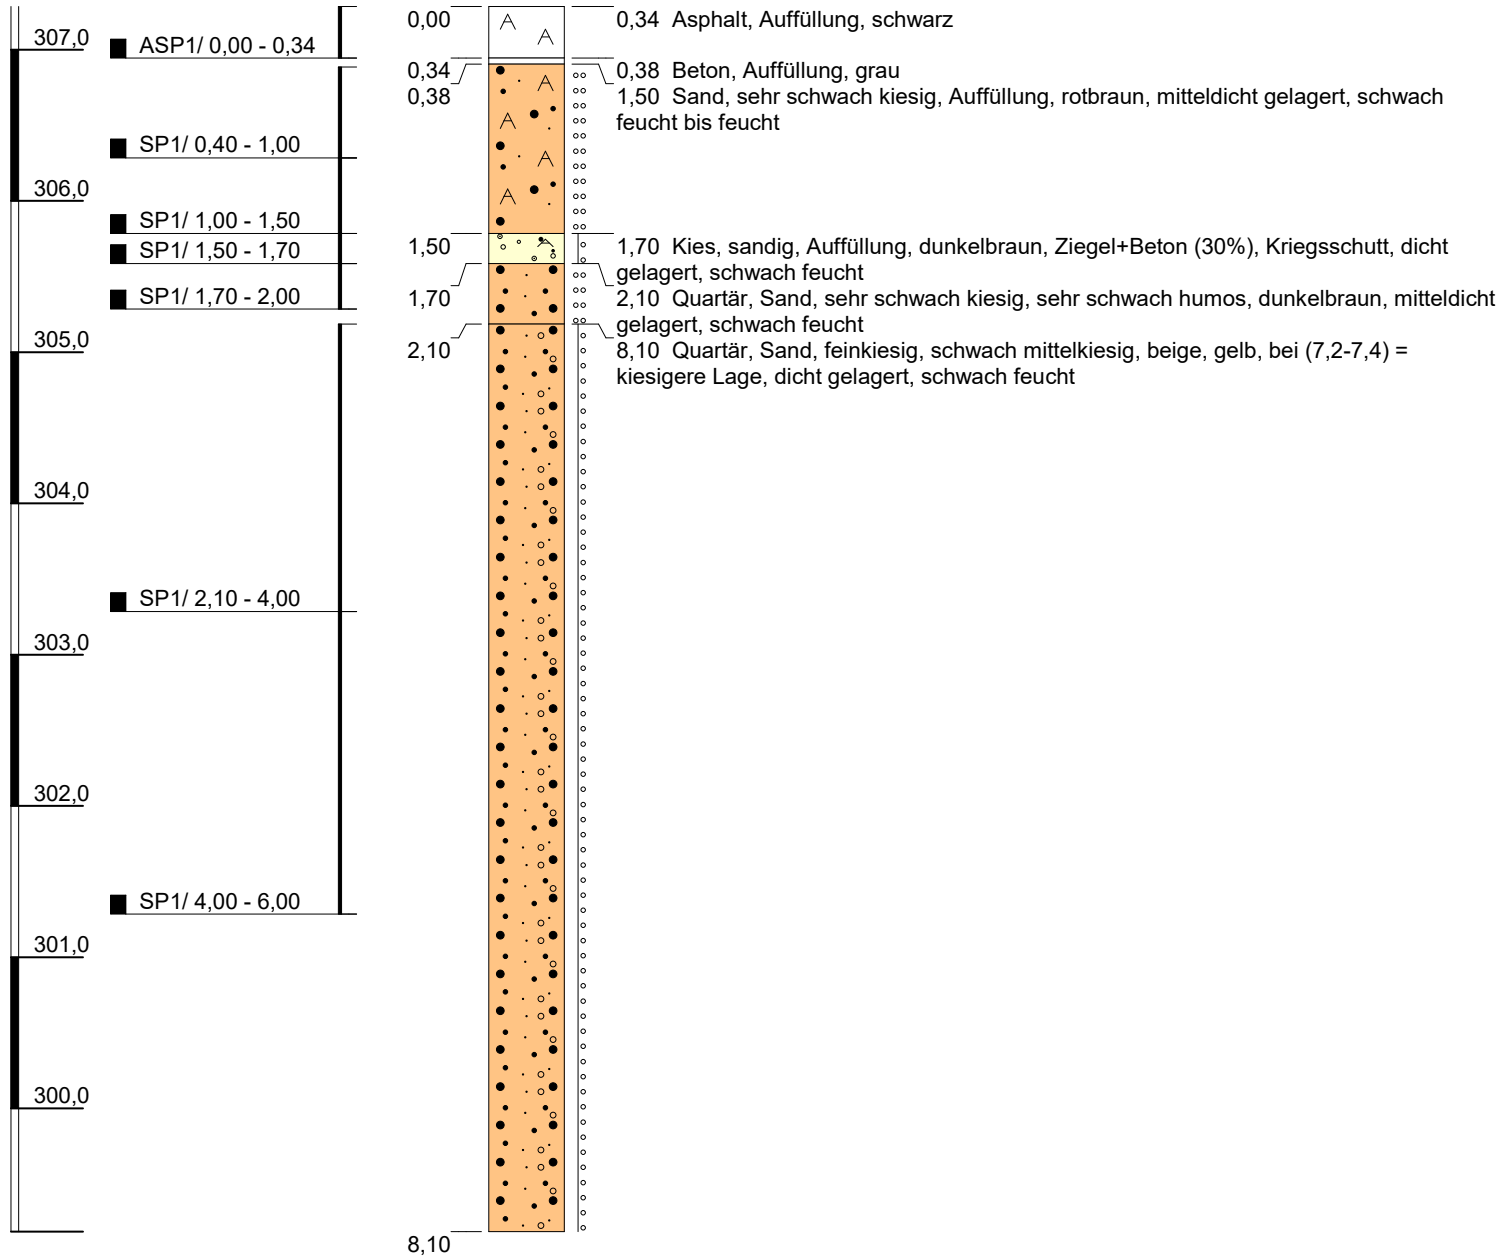 307,0
306,0
305,0
304,0
303,0
302,0
301,0
300,0
ASP1/ 0,00 - 0,34
SP1/ 0,40 - 1,00
SP1/ 1,00 - 1,50
SP1/ 1,50 - 1,70
SP1/ 1,70 - 2,00
SP1/ 2,10 - 4,00
SP1/ 4,00 - 6,00
0,00
0,34
0,38
1,50
1,70
2,10
8,10
0,34 Asphalt, Auffüllung, schwarz
0,38 Beton, Auffüllung, grau
1,50 Sand, sehr schwach kiesig, Auffüllung, rotbraun, mitteldicht gelagert, schwach
feucht bis feucht
1,70 Kies, sandig, Auffüllung, dunkelbraun, Ziegel+Beton (30%), Kriegsschutt, dicht
gelagert, schwach feucht
2,10 Quartär, Sand, sehr schwach kiesig, sehr schwach humos, dunkelbraun, mitteldicht
gelagert, schwach feucht
8,10 Quartär, Sand, feinkiesig, schwach mittelkiesig, beige, gelb, bei (7,2-7,4) =
kiesigere Lage, dicht gelagert, schwach feucht
A
A
A
A
A
A
A